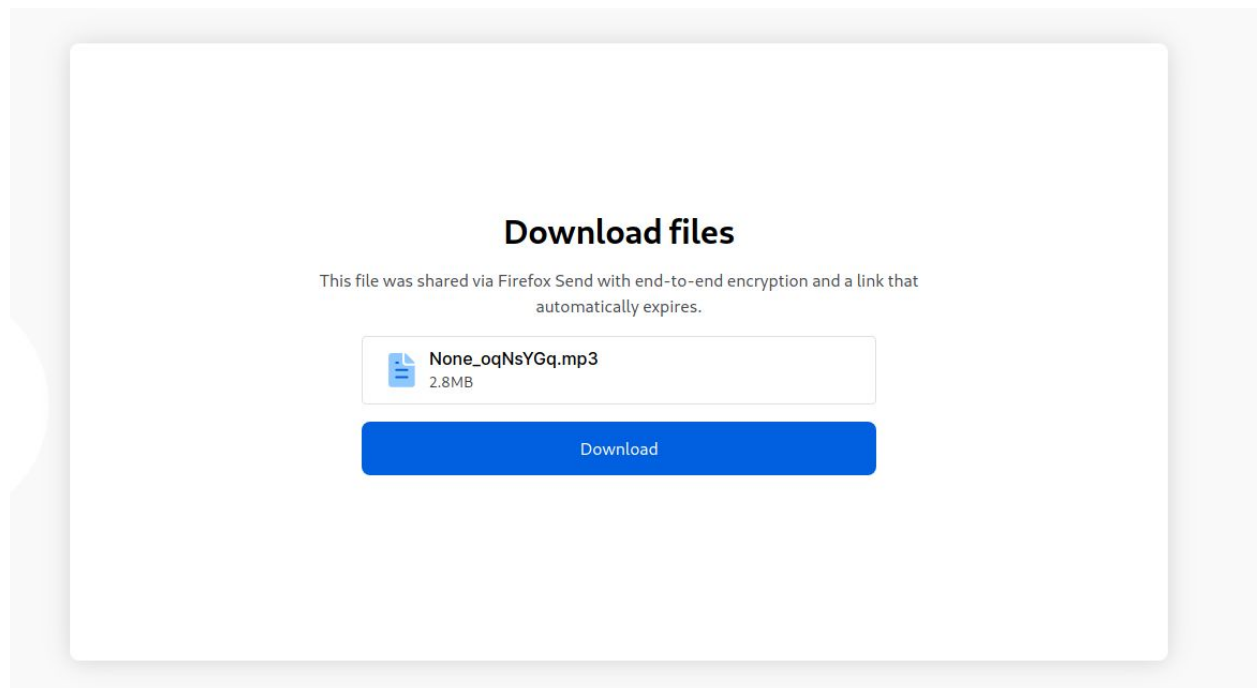 Download files
This file was shared via Firefox Send with end-to-end encryption and a link that
automatically expires.
None_oqNsYGq.mp3
2.8MB
Download